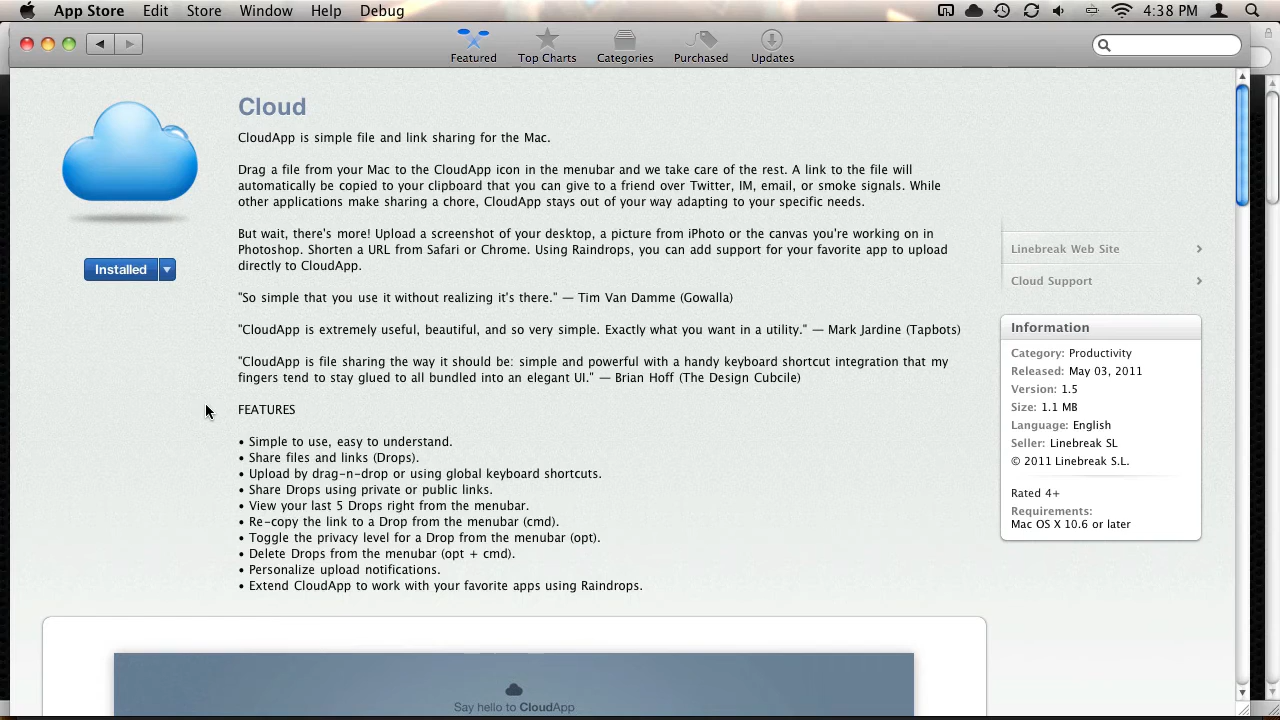 App Store Edit Store Window Help Debug 4:38 PM
Featured Top Charts Categories Purchased Updates
Cloud
CloudApp is simple file and link sharing for the Mac.
Drag a file from your Mac to the CloudApp icon in the menubar and we take care of the rest. A link to the file will
automatically be copied to your clipboard that you can give to a friend over Twitter, IM, email, or smoke signals. While
other applications make sharing a chore, CloudApp stays out of your way adapting to your specific needs.
But wait, there's more! Upload a screenshot of your desktop, a picture from iPhoto or the canvas you're working on in
Photoshop. Shorten a URL from Safari or Chrome. Using Raindrops, you can add support for your favorite app to upload
directly to CloudApp.
Installed
"So simple that you use it without realizing it's there." — Tim Van Damme (Gowalla)
"CloudApp is extremely useful, beautiful, and so very simple. Exactly what you want in a utility." — Mark Jardine (Tapbots)
"CloudApp is file sharing the way it should be: simple and powerful with a handy keyboard shortcut integration that my
fingers tend to stay glued to all bundled into an elegant UI." — Brian Hoff (The Design Cubcile)
FEATURES
• Simple to use, easy to understand.
• Share files and links (Drops).
• Upload by drag-n-drop or using global keyboard shortcuts.
• Share Drops using private or public links.
• View your last 5 Drops right from the menubar.
• Re-copy the link to a Drop from the menubar (cmd).
• Toggle the privacy level for a Drop from the menubar (opt).
• Delete Drops from the menubar (opt + cmd).
• Personalize upload notifications.
• Extend CloudApp to work with your favorite apps using Raindrops.
Linebreak Web Site
Cloud Support
Information
Category: Productivity
Released: May 03, 2011
Version: 1.5
Size: 1.1 MB
Language: English
Seller: Linebreak SL
© 2011 Linebreak S.L.
Rated 4+
Requirements:
Mac OS X 10.6 or later
Say hello to CloudApp